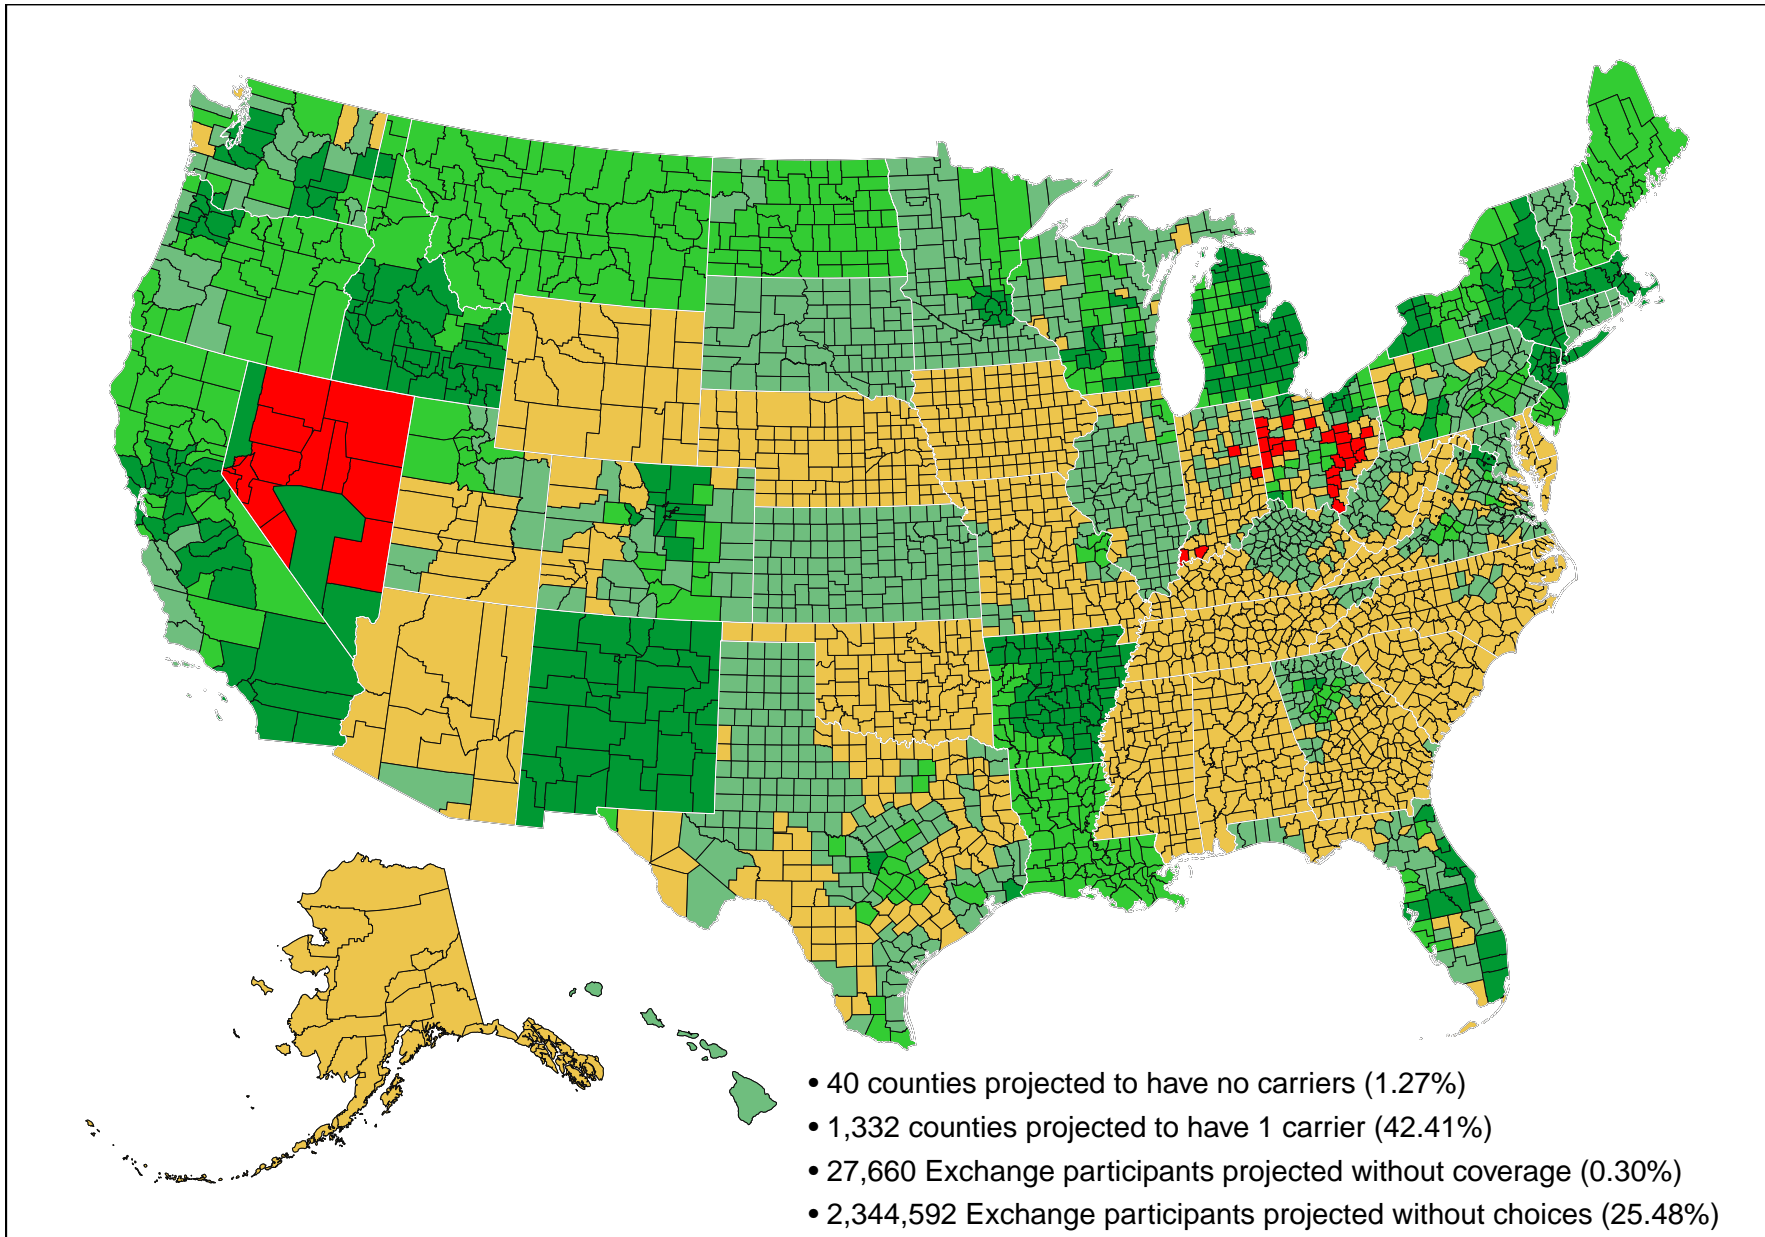 • 40 counties projected to have no carriers (1.27%)
• 1,332 counties projected to have 1 carrier (42.41%)
• 27,660 Exchange participants projected without coverage (0.30%)
• 2,344,592 Exchange participants projected without choices (25.48%)